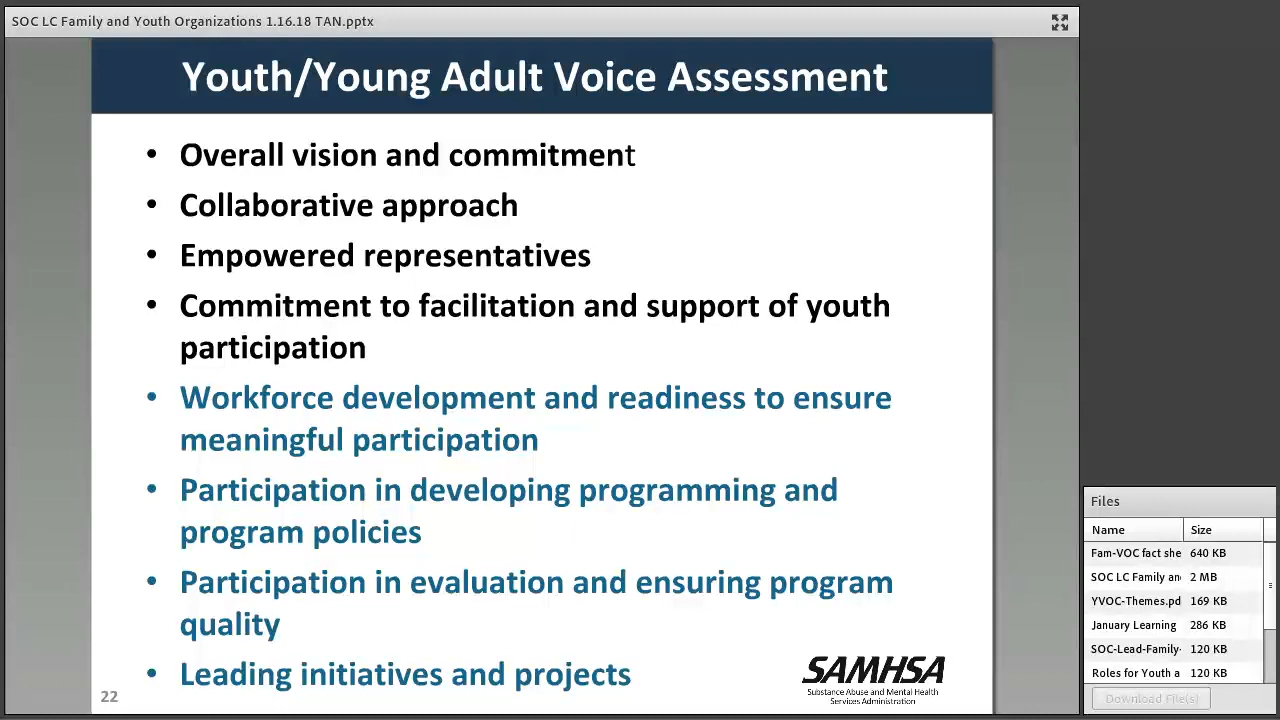 SOC LC Family and Youth Organizations 1.16.18 TAN.pptx
Youth/Young Adult Voice Assessment
• Overall vision and commitment
• Collaborative approach
• Empowered representatives
• Commitment to facilitation and support of youth
participation
• Workforce development and readiness to ensure
meaningful participation
• Participation in developing programming and
program policies
• Participation in evaluation and ensuring program
quality
• Leading initiatives and projects
SAMHSA
Substance Abuse and Mental Health
Services Administration
22
Files
Name Size
Fam-VOC fact she 640 KB
SOC LC Family an 2 MB
YVOC-Themes.pd 169 KB
January Learning 286 KB
SOC-Lead-Family- 120 KB
Roles for Youth a 120 KB
Download File(s)